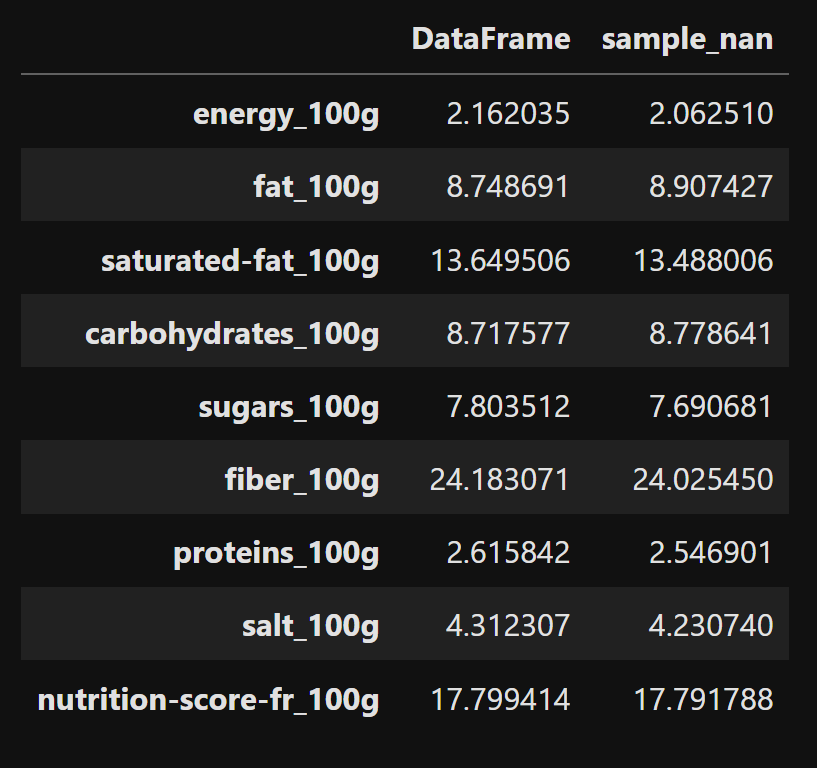 DataFrame sample_nan
energy_100g 2.162035 2.062510
fat_100g 8.748691 8.907427
saturated-fat_100g 13.649506 13.488006
carbohydrates_100g 8.717577 8.778641
sugars_100g 7.803512 7.690681
fiber_100g 24.183071 24.025450
proteins_100g 2.615842 2.546901
salt_100g 4.312307 4.230740
nutrition-score-fr_100g 17.799414 17.791788